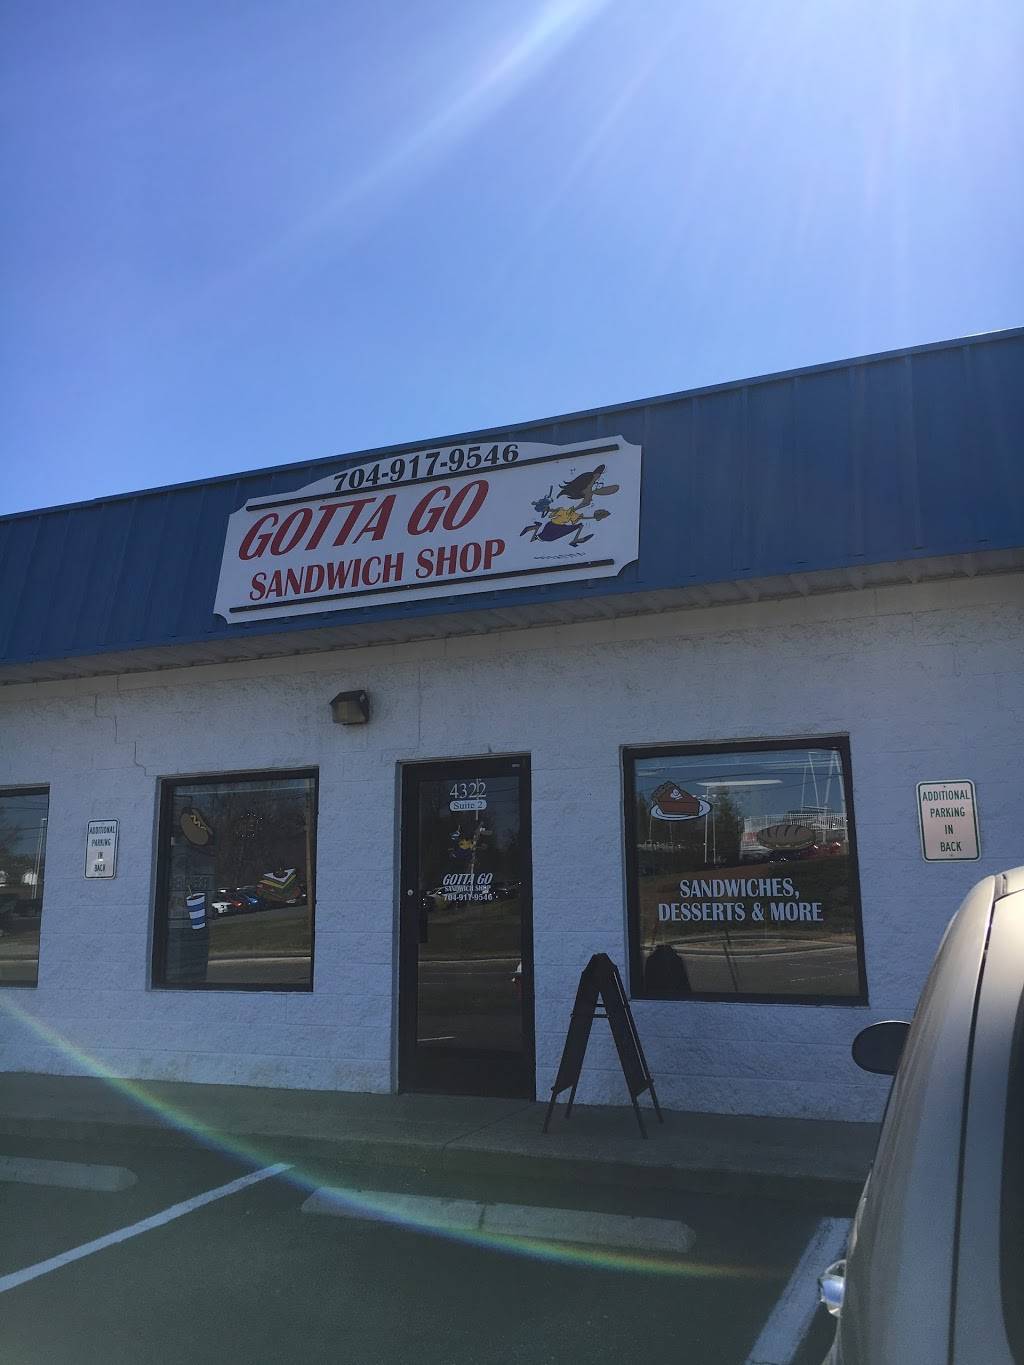 704-917-9546
GOTTA GO
SANDWICH SHOP
4322
Suite 2
GOTTA GO
SANDWICH SHOP
704-917-9546
SANDWICHES,
DESSERTS & MORE
ADDITIONAL
PARKING
IN
BACK
ADDITIONAL
PARKING
IN
BACK